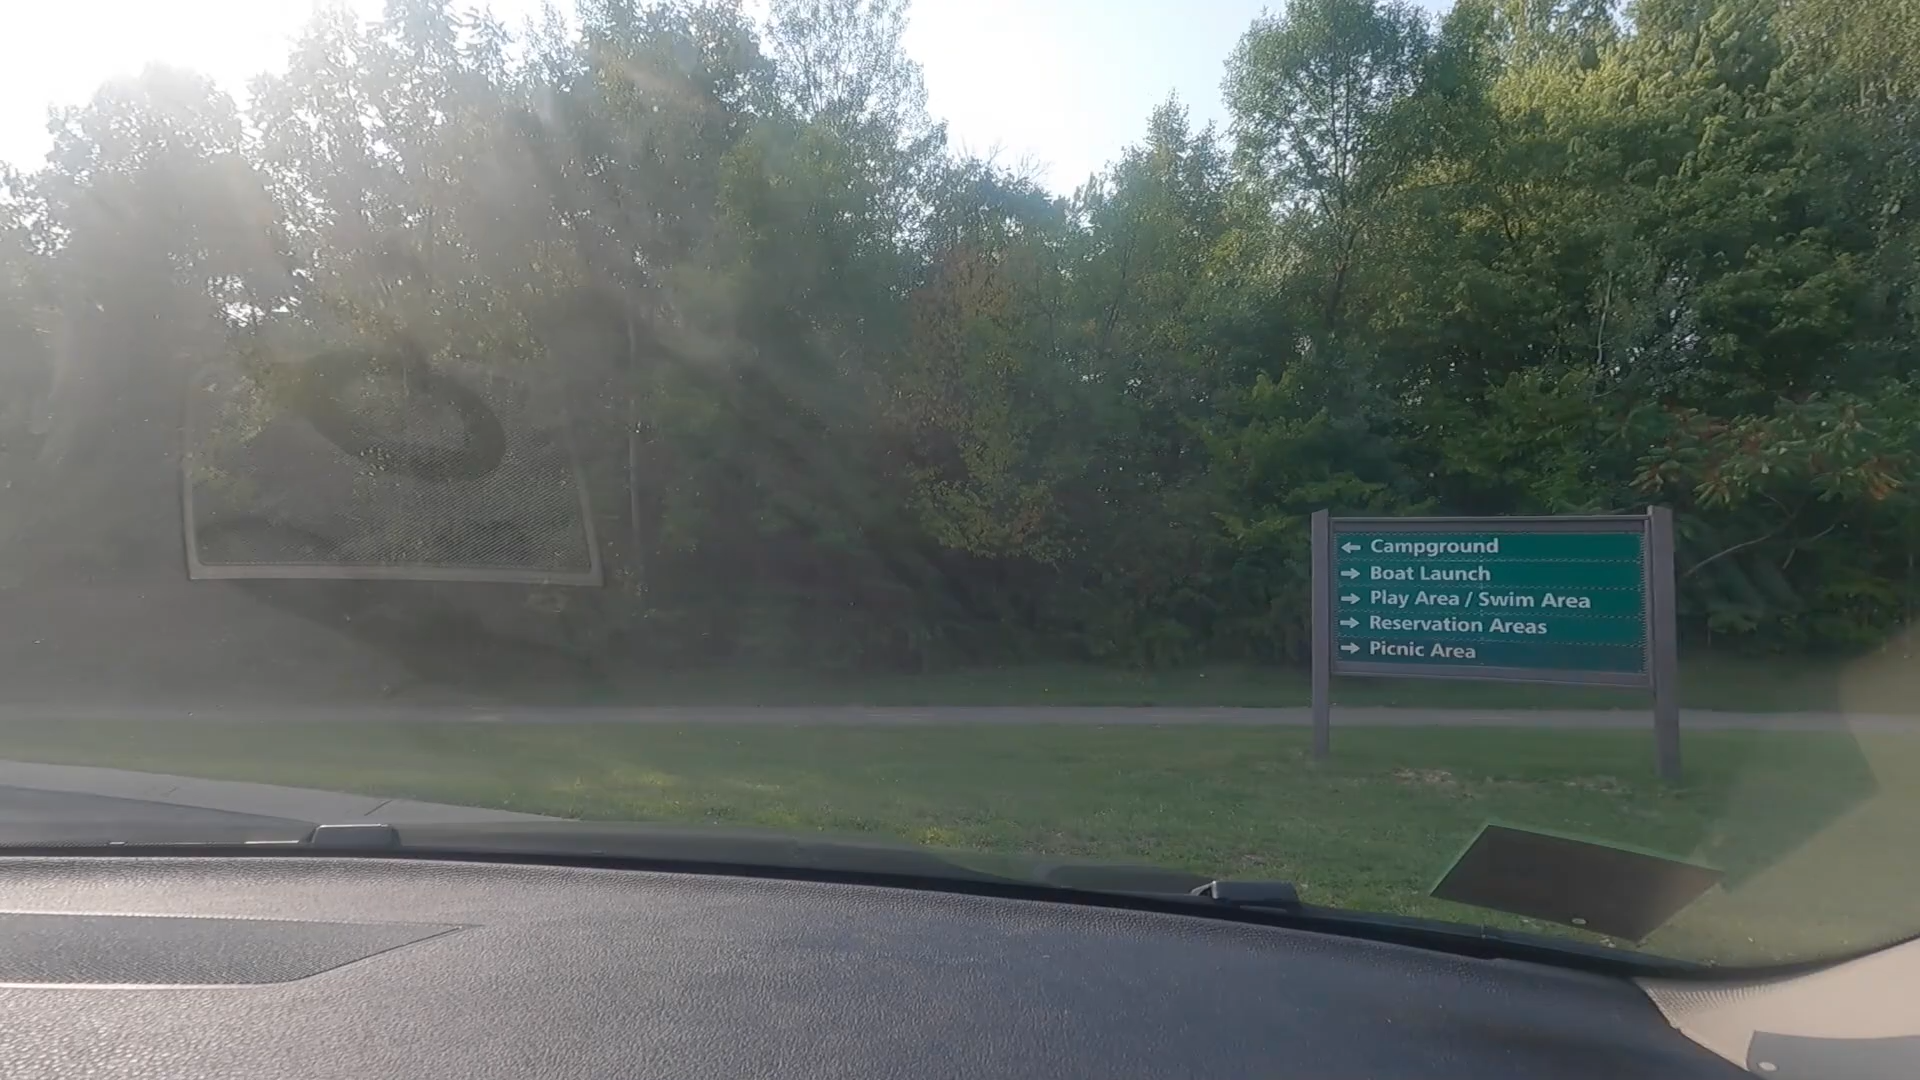 ← Campground
→ Boat Launch
→ Play Area / Swim Area
→ Reservation Areas
→ Picnic Area